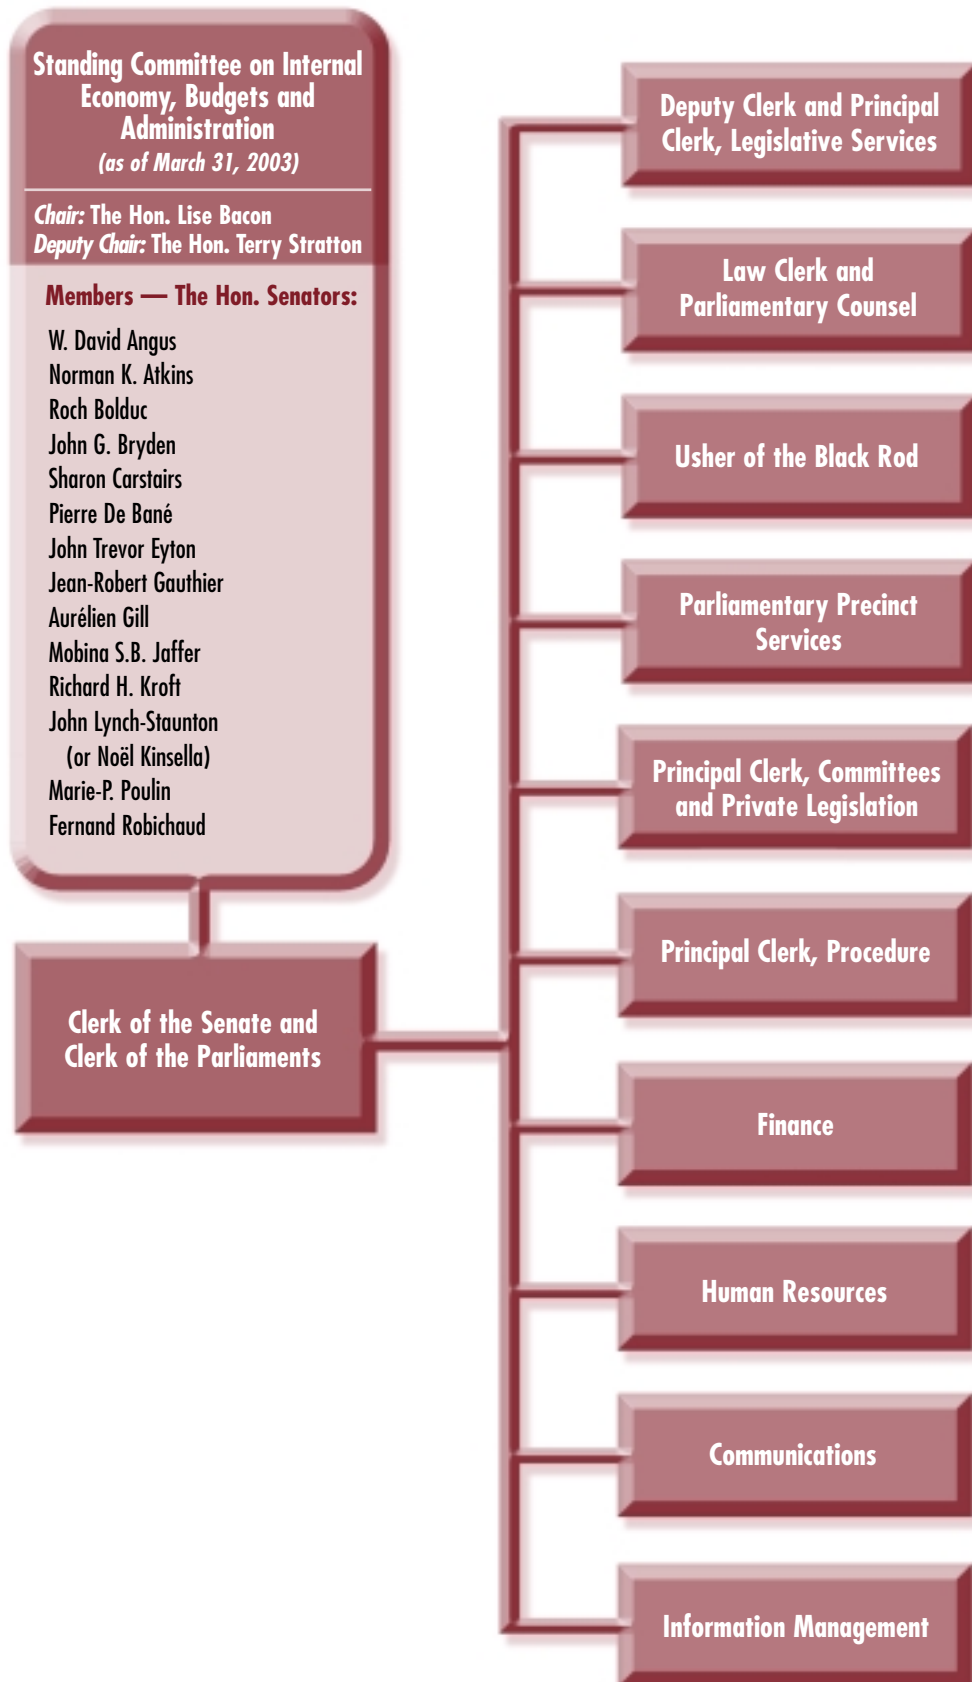 Standing Committee on Internal
Economy, Budgets and
Administration
(as of March 31, 2003)
Chair: The Hon. Lise Bacon
Deputy Chair: The Hon. Terry Stratton
Members — The Hon. Senators:
W. David Angus
Norman K. Atkins
Roch Bolduc
John G. Bryden
Sharon Carstairs
Pierre De Bané
John Trevor Eyton
Jean-Robert Gauthier
Aurélien Gill
Mobina S.B. Jaffer
Richard H. Kroft
John Lynch-Staunton
(or Noël Kinsella)
Marie-P. Poulin
Fernand Robichaud
Clerk of the Senate and
Clerk of the Parliaments
Deputy Clerk and Principal
Clerk, Legislative Services
Law Clerk and
Parliamentary Counsel
Usher of the Black Rod
Parliamentary Precinct
Services
Principal Clerk, Committees
and Private Legislation
Principal Clerk, Procedure
Finance
Human Resources
Communications
Information Management